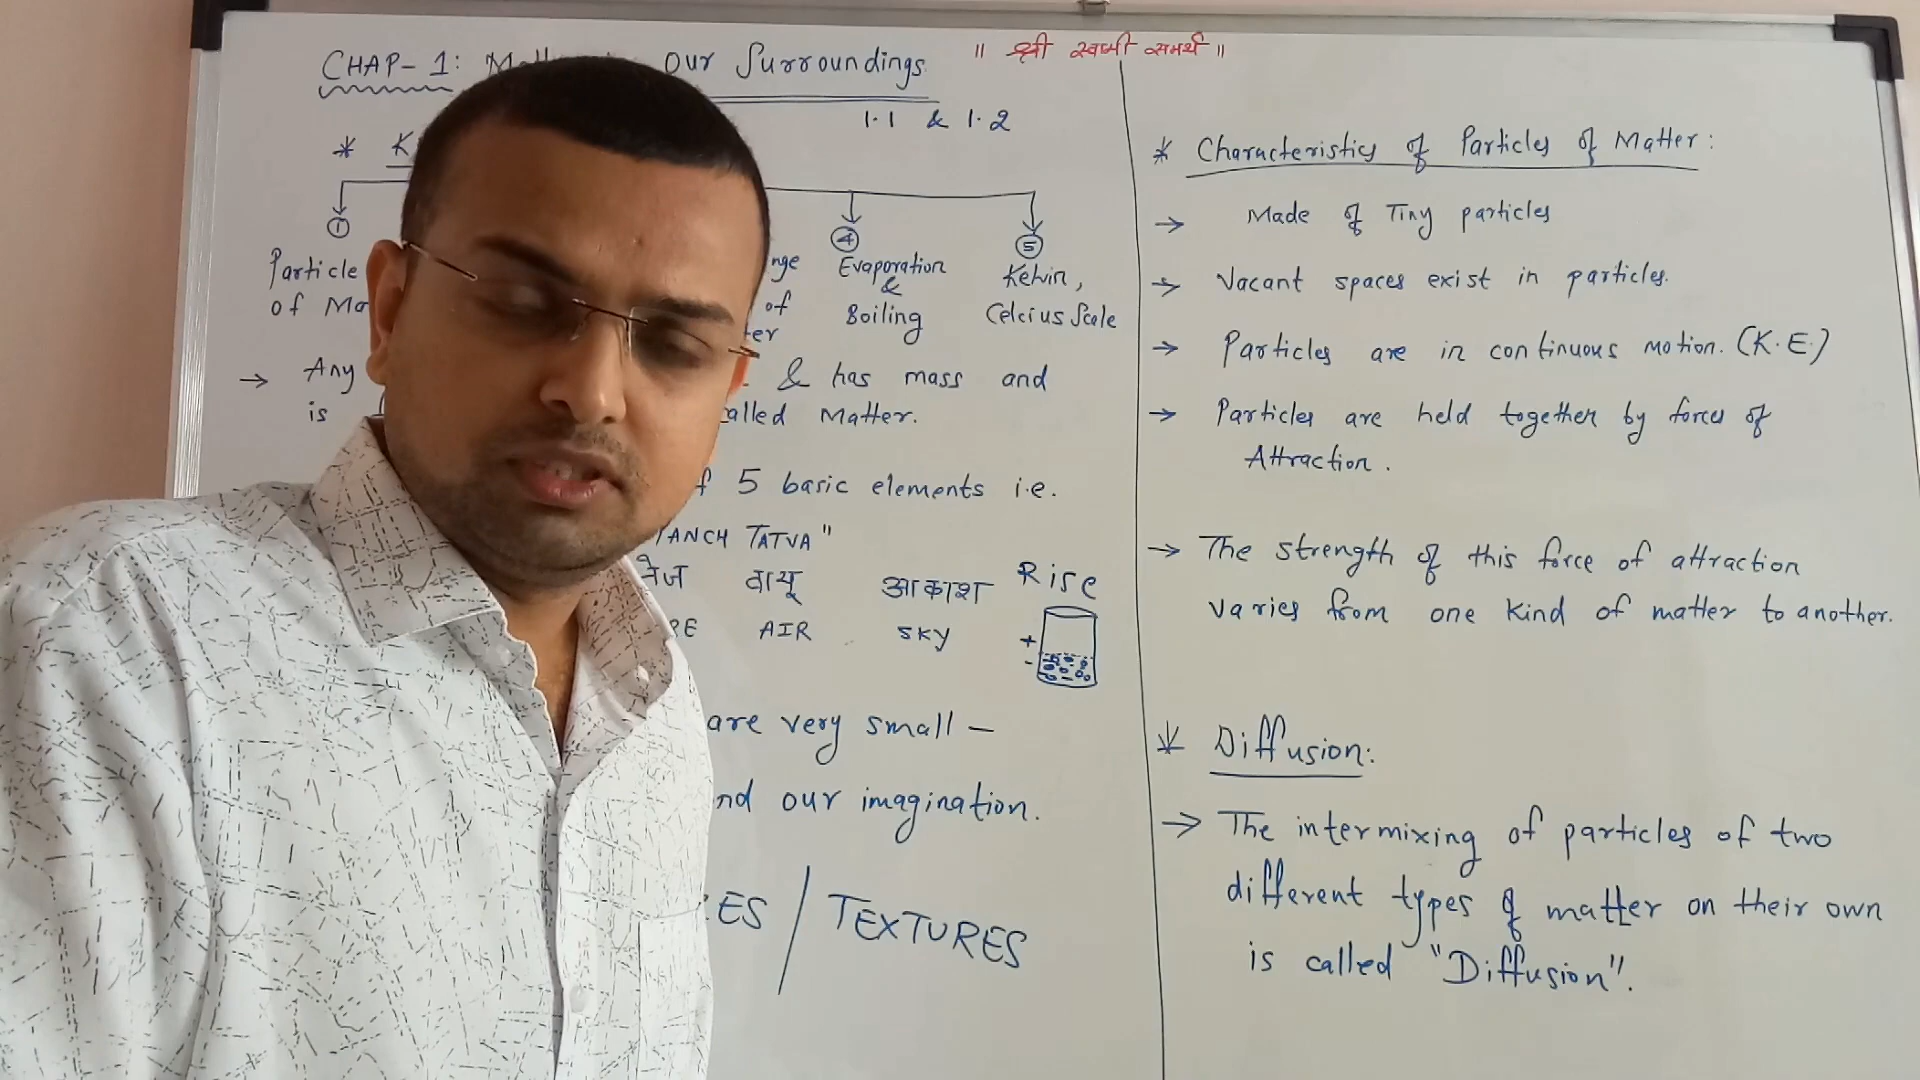 CHAP-1: our Surroundings
॥ श्री स्वामी समर्थ ॥
1.1 & 1.2
*
① ④ ⑤
Particle Evaporation Kelvin,
of & Celcius Scale
of Boiling
→ Any & has mass and
is Matter.
5 basic elements i.e.
TATVA"
तेज वायू आकाश Rise
AIR SKY
+
-
are very small —
our imagination.
/ TEXTURES
* Characteristics of Particles of Matter:
→ Made of Tiny particles
→ Vacant spaces exist in particles.
→ Particles are in continuous motion. (K.E.)
→ Particles are held together by forces of
Attraction.
→ The strength of this force of attraction
varies from one kind of matter to another.
* Diffusion:
→ The intermixing of particles of two
different types of matter on their own
is called "Diffusion".